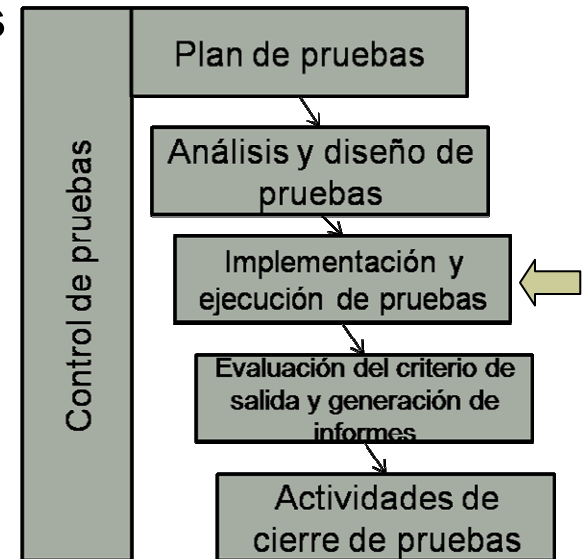 s
Control de pruebas
Plan de pruebas
Análisis y diseño de
pruebas
Implementación y
ejecución de pruebas
Evaluación del criterio de
salida y generación de
informes
Actividades de
cierre de pruebas